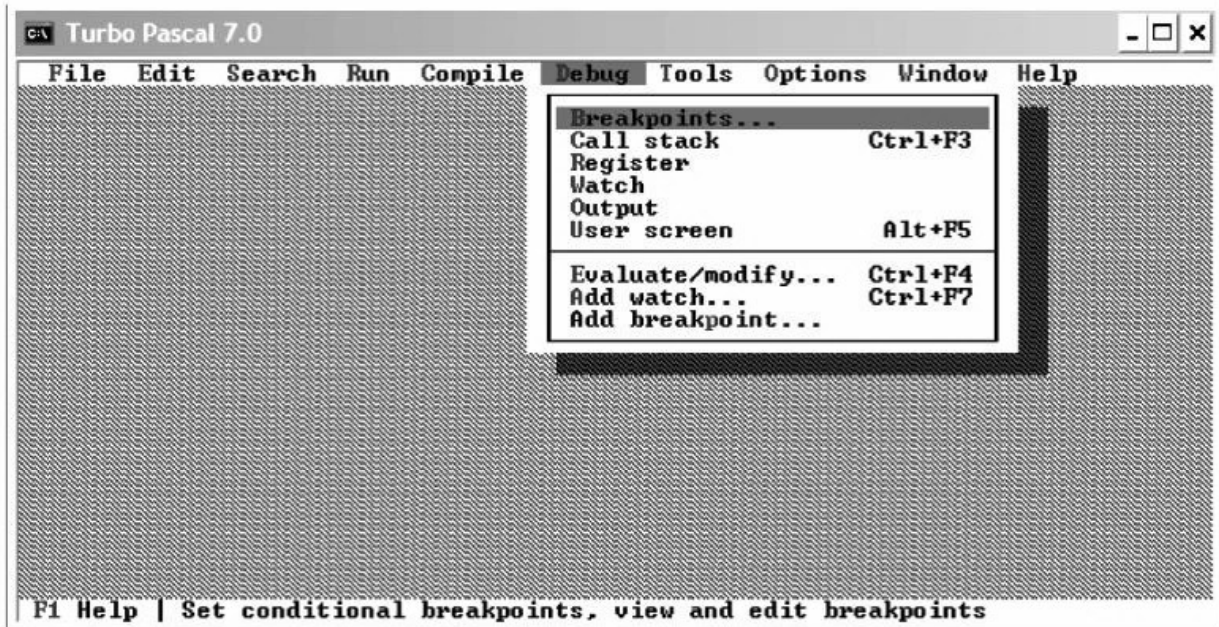 C:\ Turbo Pascal 7.0
File Edit Search Run Compile Debug Tools Options Window Help
Breakpoints...
Call stack Ctrl+F3
Register
Watch
Output
User screen Alt+F5
Evaluate/modify... Ctrl+F4
Add watch... Ctrl+F7
Add breakpoint...
F1 Help | Set conditional breakpoints, view and edit breakpoints